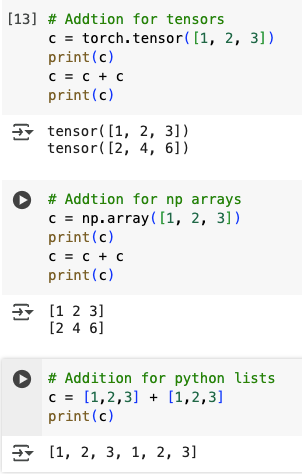 [13] # Addtion for tensors
c = torch.tensor([1, 2, 3])
print(c)
c = c + c
print(c)
tensor([1, 2, 3])
tensor([2, 4, 6])
# Addtion for np arrays
c = np.array([1, 2, 3])
print(c)
c = c + c
print(c)
[1 2 3]
[2 4 6]
# Addition for python lists
c = [1,2,3] + [1,2,3]
print(c)
[1, 2, 3, 1, 2, 3]